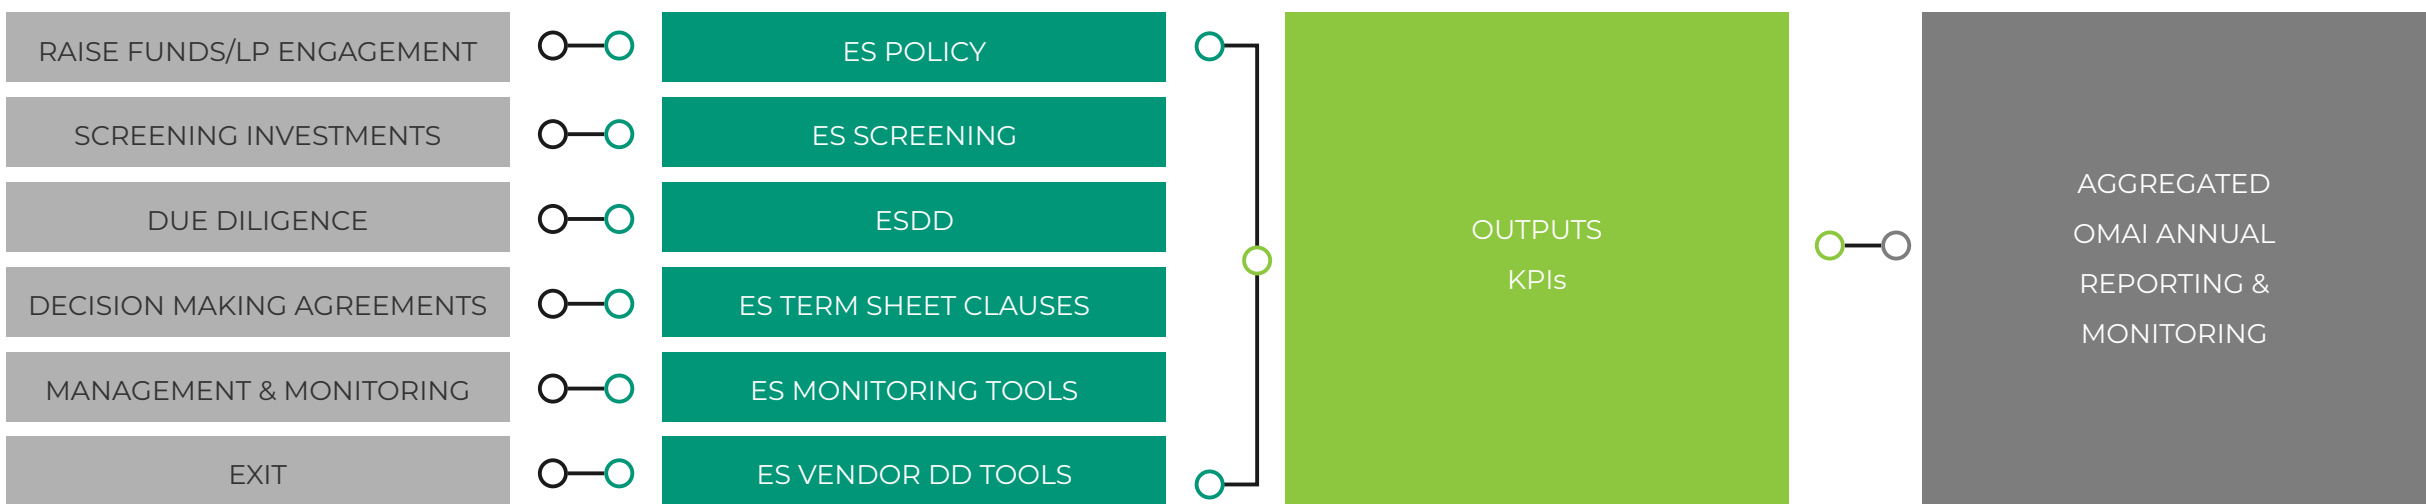 RAISE FUNDS/LP ENGAGEMENT
ES POLICY
SCREENING INVESTMENTS
ES SCREENING
DUE DILIGENCE
ESDD
DECISION MAKING AGREEMENTS
ES TERM SHEET CLAUSES
MANAGEMENT & MONITORING
ES MONITORING TOOLS
EXIT
ES VENDOR DD TOOLS
OUTPUTS
KPIs
AGGREGATED
OMAI ANNUAL
REPORTING &
MONITORING